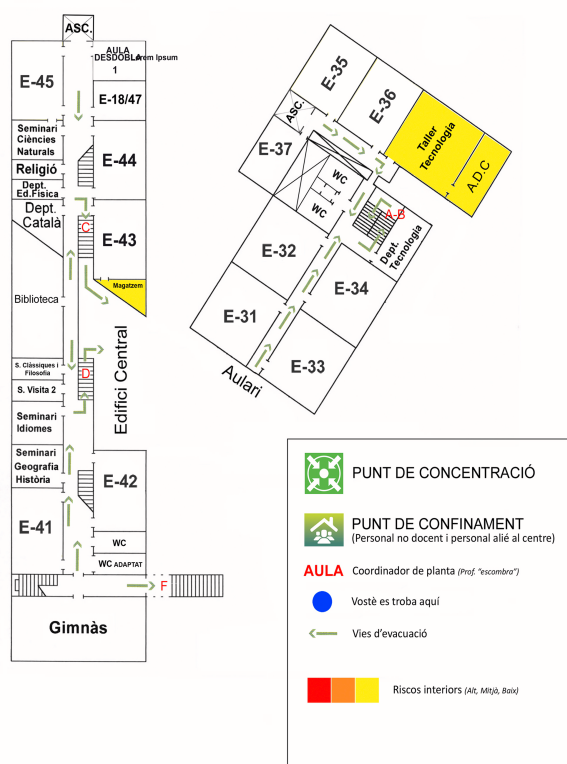 ASC.
AULA
DESDOBLorem Ipsum
1
E-45
E-18/47
Seminari
Ciències
Naturals
E-44
Religió
Dept.
Ed.Física
Dept.
Català
C
E-43
Magatzem
Biblioteca
Edifici Central
S. Clàssiques i
Filosofia
D
S. Visita 2
Seminari
Idiomes
Seminari
Geografia
Història
E-42
E-41
WC
WC ADAPTAT
F
Gimnàs
E-35
E-36
ASC.
Taller
Tecnología
A.D.C
E-37
WC
WC
A-B
Dept.
Tecnología
E-32
E-34
E-31
E-33
Aulari
PUNT DE CONCENTRACIÓ
PUNT DE CONFINAMENT
(Personal no docent i personal alié al centre)
AULA Coordinador de planta (Prof. "escombra")
Vostè es troba aquí
Vies d'evacuació
Riscos interiors (Alt, Mitjà, Baix)